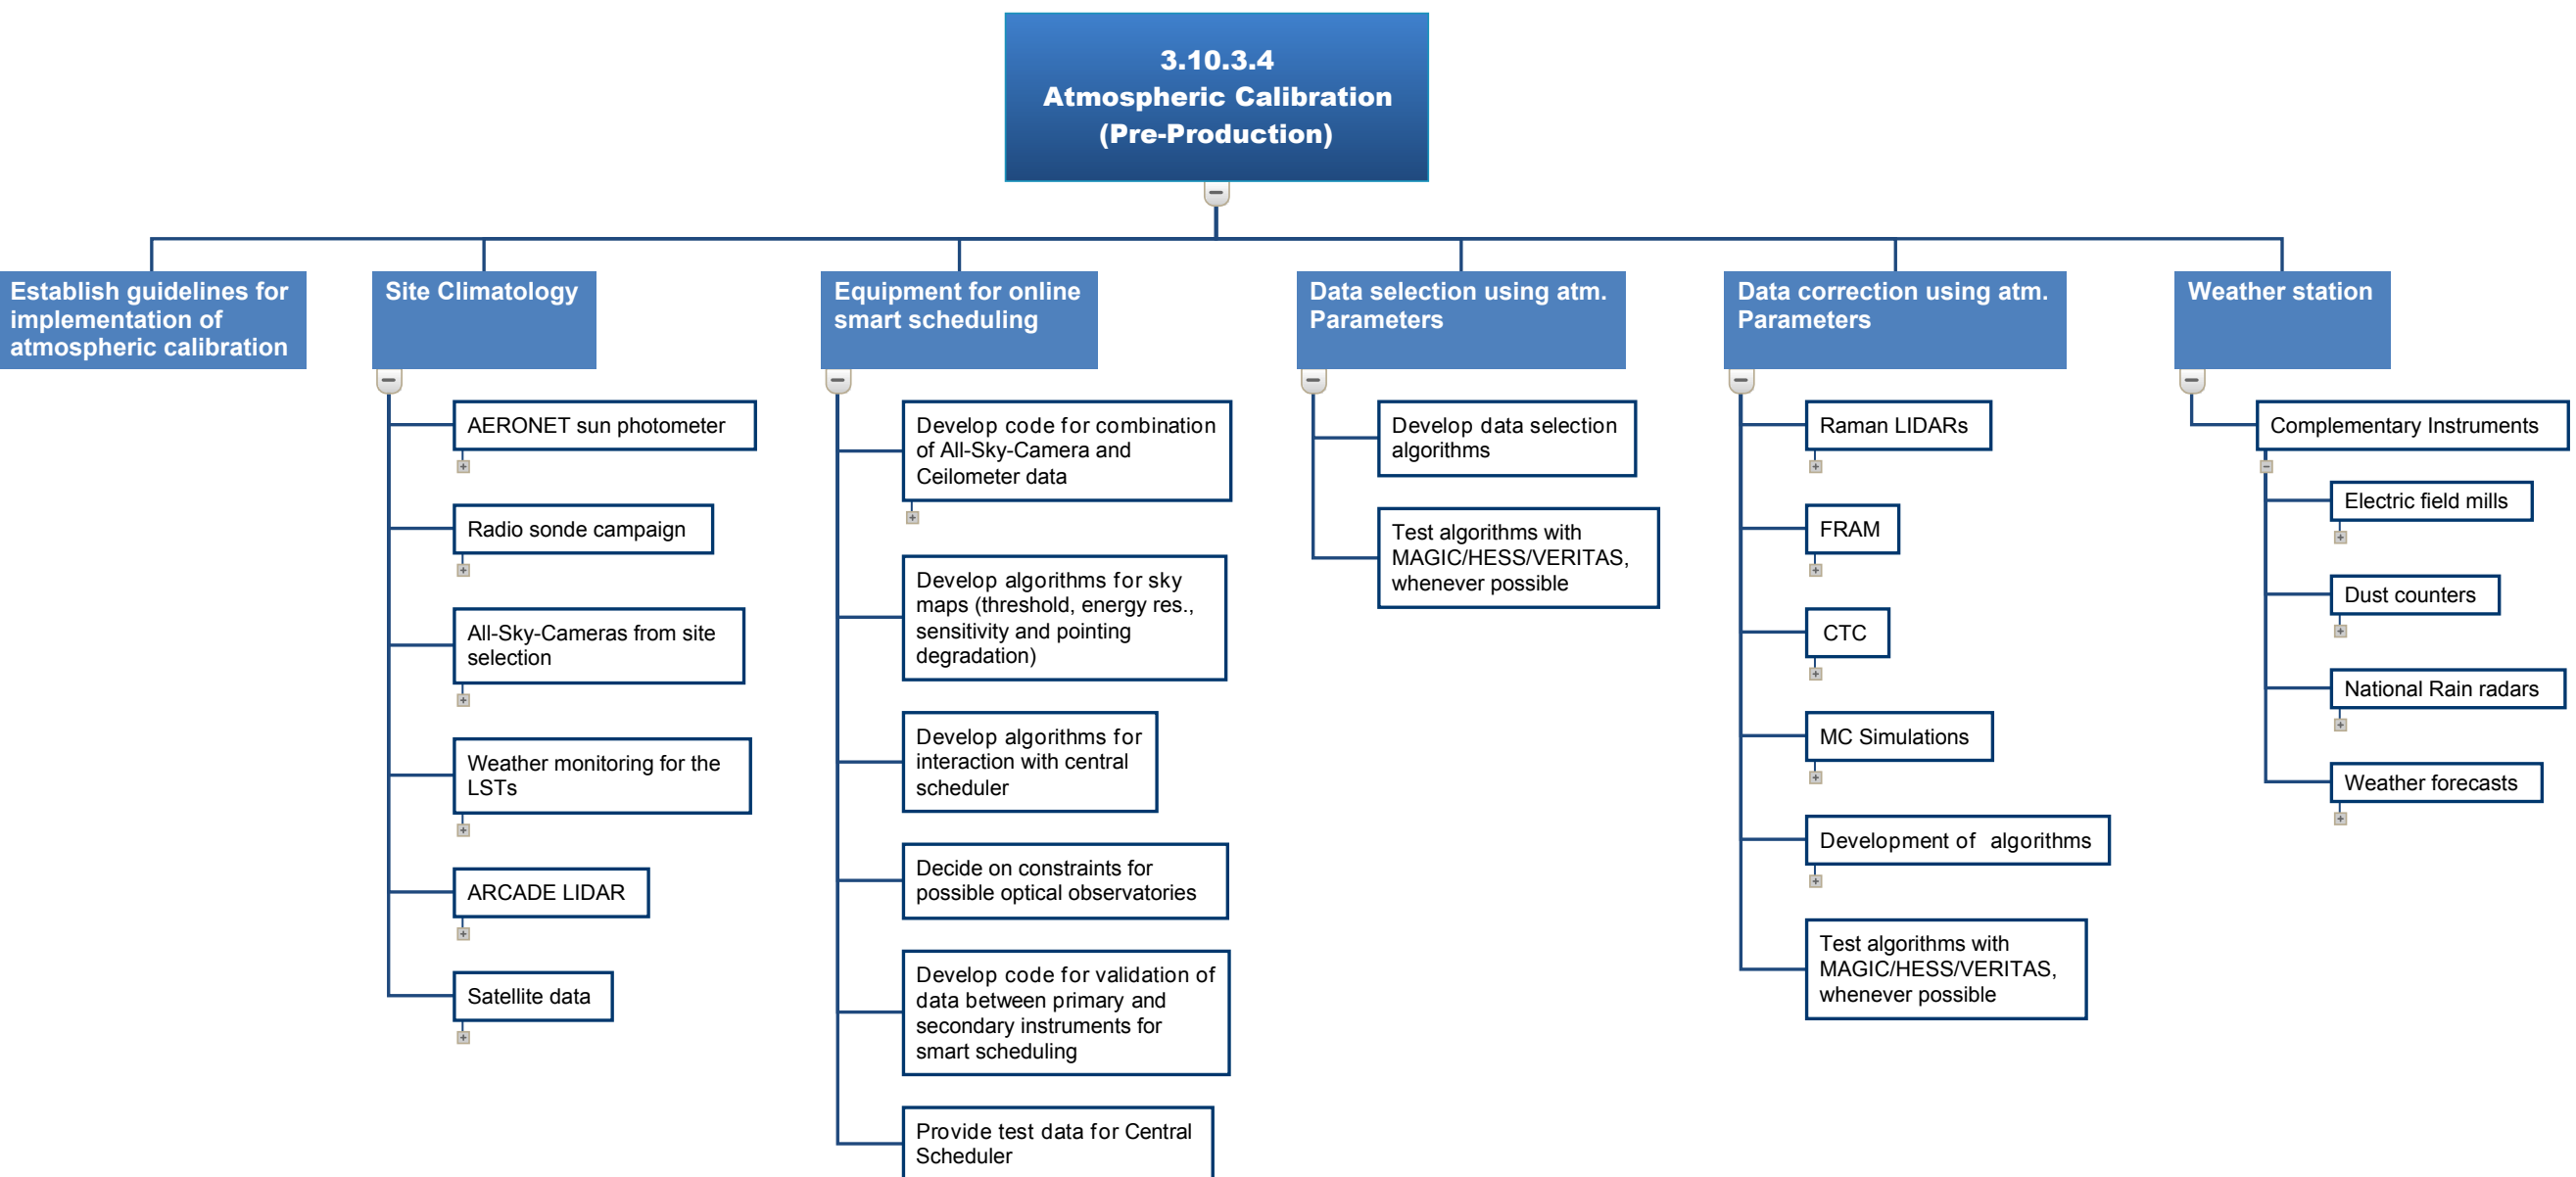 3.10.3.4
Atmospheric Calibration
(Pre-Production)
Establish guidelines for
implementation of
atmospheric calibration
Site Climatology
AERONET sun photometer
Radio sonde campaign
All-Sky-Cameras from site
selection
Weather monitoring for the
LSTs
ARCADE LIDAR
Satellite data
Equipment for online
smart scheduling
Develop code for combination
of All-Sky-Camera and
Ceilometer data
Develop algorithms for sky
maps (threshold, energy res.,
sensitivity and pointing
degradation)
Develop algorithms for
interaction with central
scheduler
Decide on constraints for
possible optical observatories
Develop code for validation of
data between primary and
secondary instruments for
smart scheduling
Provide test data for Central
Scheduler
Data selection using atm.
Parameters
Develop data selection
algorithms
Test algorithms with
MAGIC/HESS/VERITAS,
whenever possible
Data correction using atm.
Parameters
Raman LIDARs
FRAM
CTC
MC Simulations
Development of algorithms
Test algorithms with
MAGIC/HESS/VERITAS,
whenever possible
Weather station
Complementary Instruments
Electric field mills
Dust counters
National Rain radars
Weather forecasts